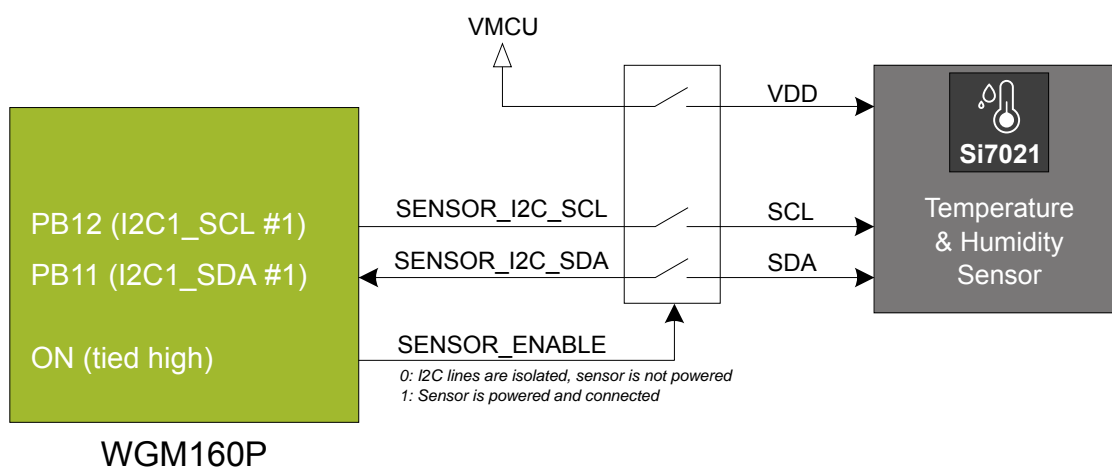 VMCU
VDD
Si7021
PB12 (I2C1_SCL #1)
SENSOR_I2C_SCL
SCL
Temperature
& Humidity
Sensor
PB11 (I2C1_SDA #1)
SENSOR_I2C_SDA
SDA
ON (tied high)
SENSOR_ENABLE
0: I2C lines are isolated, sensor is not powered
1: Sensor is powered and connected
WGM160P